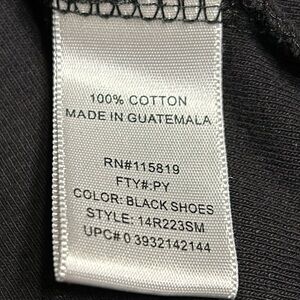 100% COTTON
MADE IN GUATEMALA
RN#115819
FTY#:PY
COLOR: BLACK SHOES
STYLE: 14R223SM
UPC# 0 3932142144